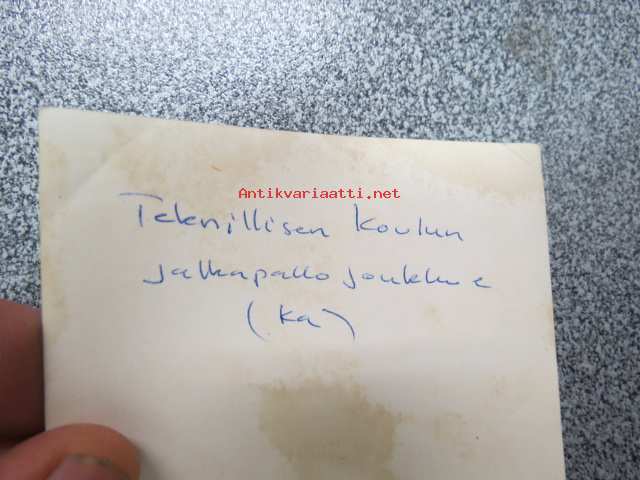 Antikvariaatti.net
Teknillisen Koulun
jalkapallojoukkue
(ka)